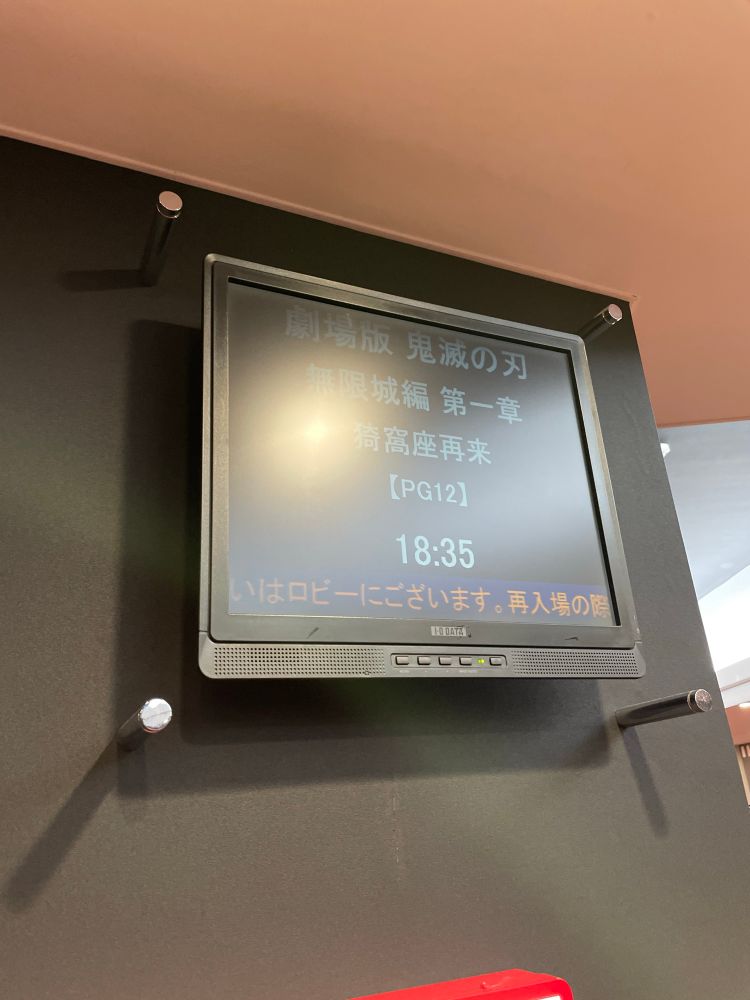 劇場版 鬼滅の刃
無限城編 第一章
猗窩座再来
【PG12】
18:35
いはロビーにございます。再入場の際
I-O DATA